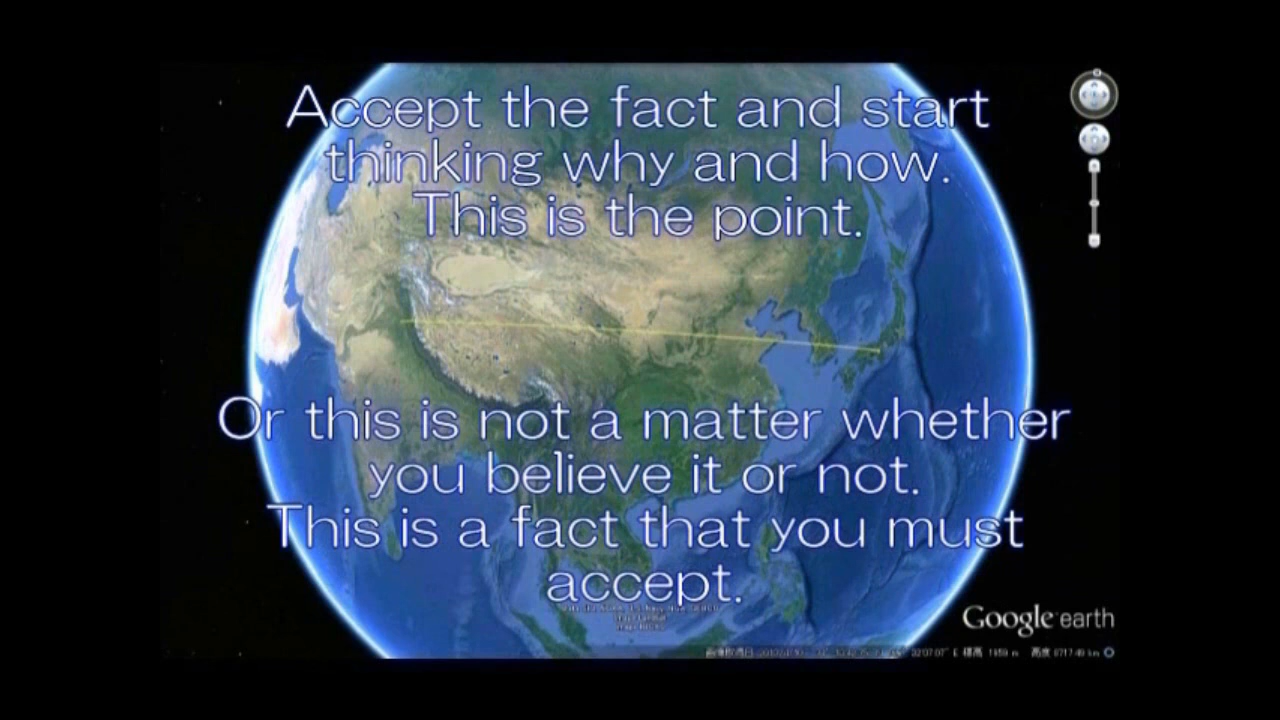 Accept the fact and start
thinking why and how.
This is the point.
Or this is not a matter whether
you believe it or not.
This is a fact that you must
accept.
Google earth